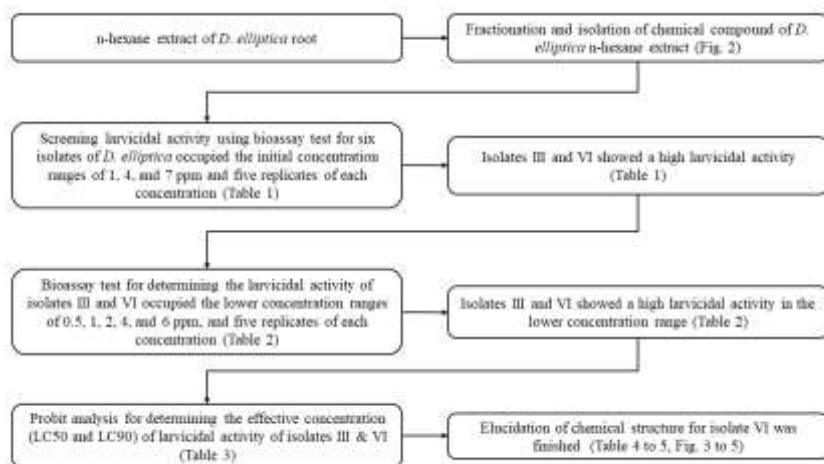 n-hexane extract of D. elliptica root
Fractionation and isolation of chemical compound of D.
elliptica n-hexane extract (Fig. 2)
Screening larvicidal activity using bioassay test for six
isolates of D. elliptica occupied the initial concentration
ranges of 1, 4, and 7 ppm and five replicates of each
concentration (Table 1)
Isolates III and VI showed a high larvicidal activity
(Table 1)
Bioassay test for determining the larvicidal activity of
isolates III and VI occupied the lower concentration ranges
of 0.5, 1, 2, 4, and 6 ppm, and five replicates of each
concentration (Table 2)
Isolates III and VI showed a high larvicidal activity in the
lower concentration range (Table 2)
Probit analysis for determining the effective concentration
(LC50 and LC90) of larvicidal activity of isolates III & VI
(Table 3)
Elucidation of chemical structure for isolate VI was
finished (Table 4 to 5, Fig. 3 to 5)